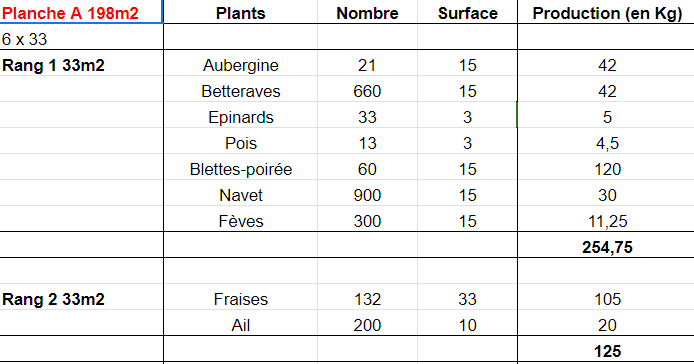 Planche A 198m2 Plants Nombre Surface Production (en Kg)
6 x 33
Rang 1 33m2 Aubergine 21 15 42
Betteraves 660 15 42
Epinards 33 3 5
Pois 13 3 4,5
Blettes-poirée 60 15 120
Navet 900 15 30
Fèves 300 15 11,25
254,75
Rang 2 33m2 Fraises 132 33 105
Ail 200 10 20
125